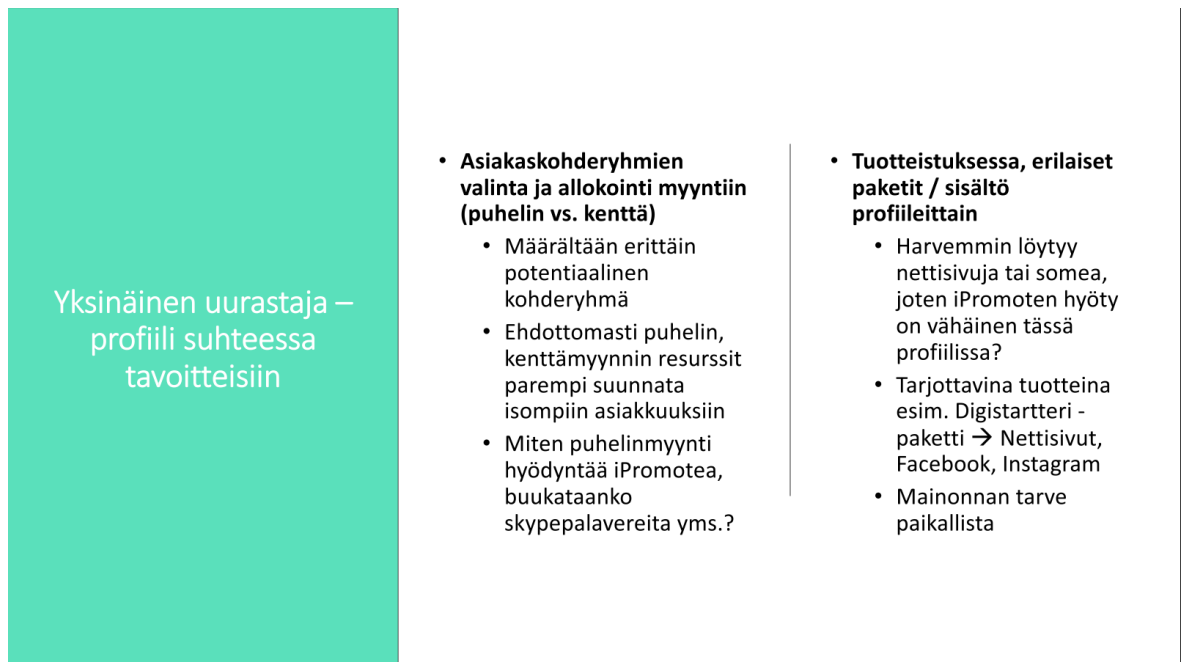 Yksinäinen uurastaja –
profiili suhteessa
tavoitteisiin
• Asiakaskohderyhmien
valinta ja allokointi myyntiin
(puhelin vs. kenttä)
• Määrältään erittäin
potentiaalinen
kohderyhmä
• Ehdottomasti puhelin,
kenttämyynnin resurssit
parempi suunnata
isompiin asiakkuuksiin
• Miten puhelinmyynti
hyödyntää iPromotea,
buukataanko
skypepalavereita yms.?
• Tuotteistuksessa, erilaiset
paketit / sisältö
profiileittain
• Harvemmin löytyy
nettisivuja tai somea,
joten iPromoten hyöty
on vähäinen tässä
profiilissa?
• Tarjottavina tuotteina
esim. Digistartteri -
paketti → Nettisivut,
Facebook, Instagram
• Mainonnan tarve
paikallista